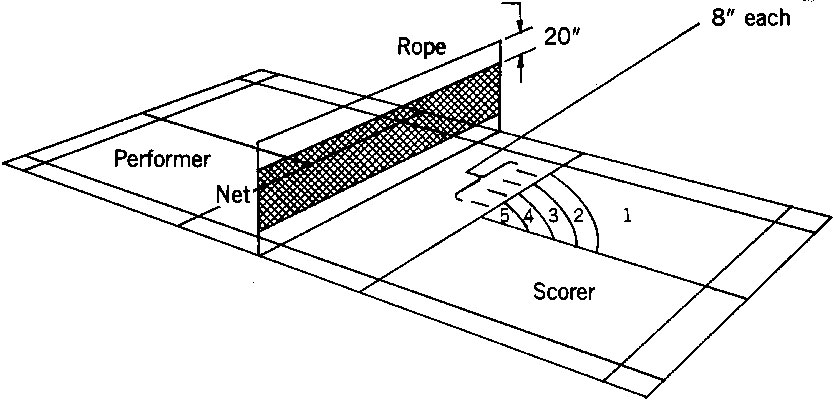 8" each
Rope
20"
Performer
Net
5 4 3 2 1
Scorer